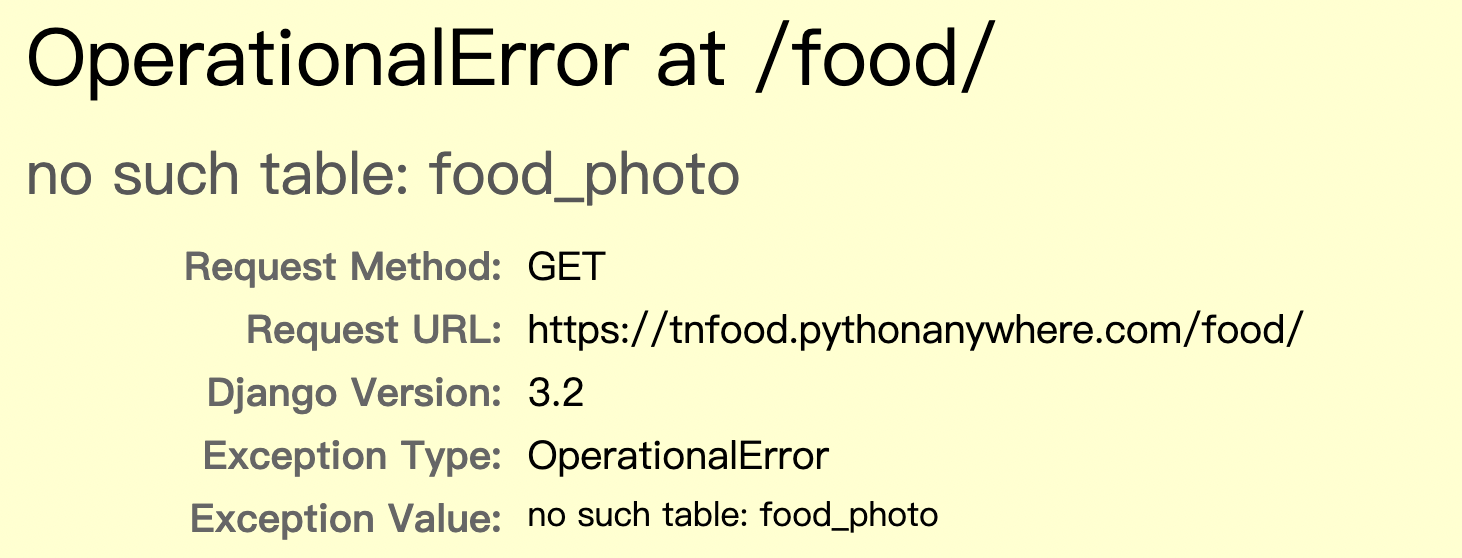 OperationalError at /food/
no such table: food_photo
Request Method: GET
Request URL: https://tnfood.pythonanywhere.com/food/
Django Version: 3.2
Exception Type: OperationalError
Exception Value: no such table: food_photo